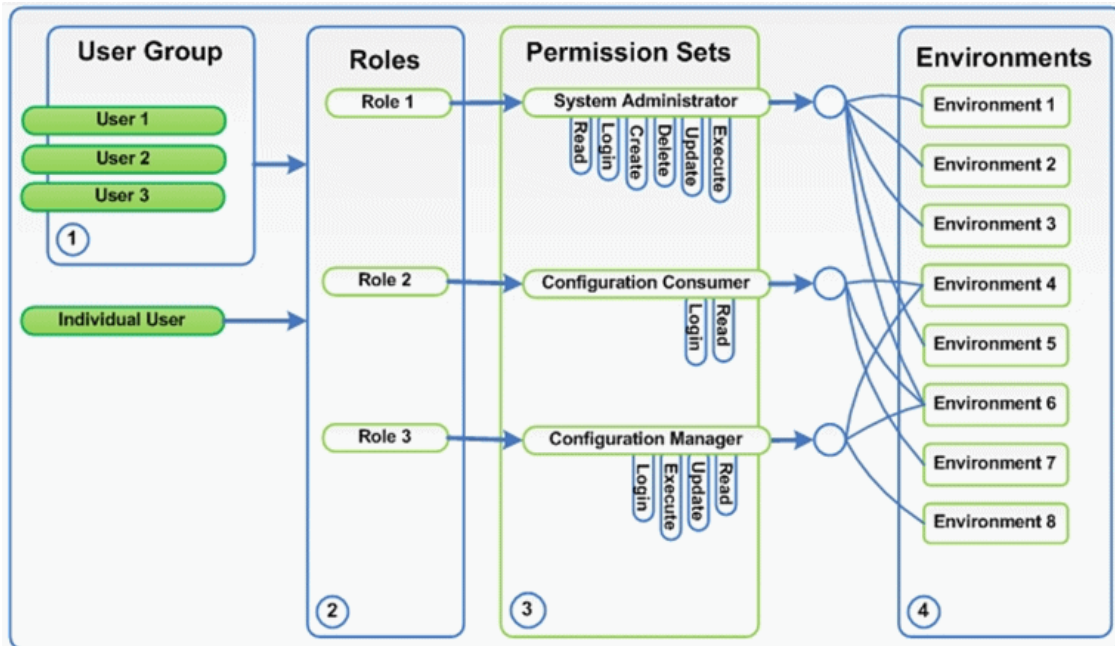 User Group
User 1
User 2
User 3
1
Individual User
Roles
Role 1
Role 2
Role 3
2
Permission Sets
System Administrator
Read
Login
Create
Delete
Update
Execute
Configuration Consumer
Login
Read
Configuration Manager
Login
Execute
Update
Read
3
Environments
Environment 1
Environment 2
Environment 3
Environment 4
Environment 5
Environment 6
Environment 7
Environment 8
4